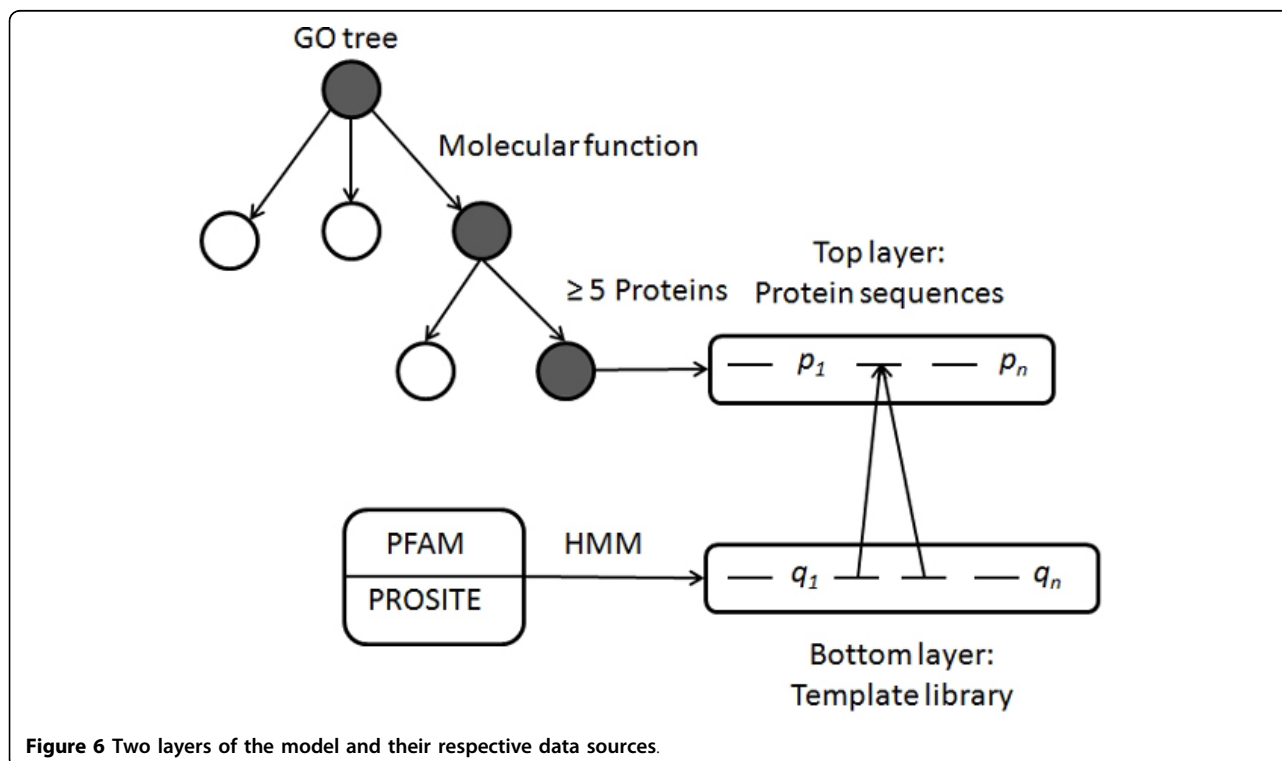 GO tree
Molecular function
≥ 5 Proteins
Top layer:
Protein sequences
p1 pn
PFAM
PROSITE
HMM
q1 qn
Bottom layer:
Template library
Figure 6 Two layers of the model and their respective data sources.